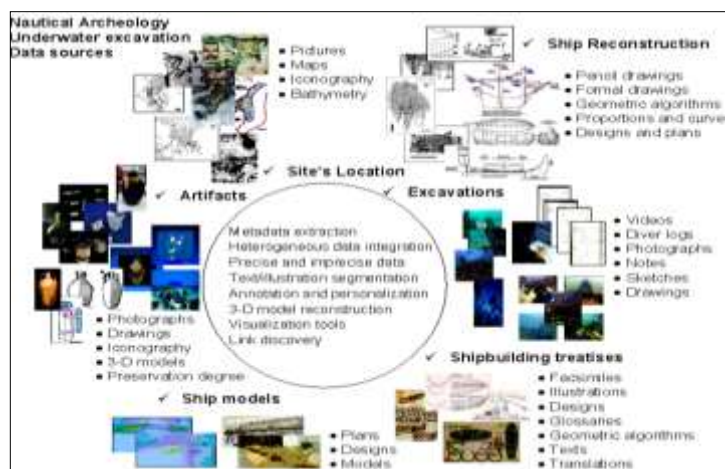 Nautical Archeology
Underwater excavation
Data sources
• Pictures
• Maps
• Iconography
• Bathymetry
✓ Ship Reconstruction
• Pencil drawings
• Formal drawings
• Geometric algorithms
• Proportions and curve
• Designs and plans
✓ Site's Location
✓ Artifacts
• Photographs
• Drawings
• Iconography
• 3-D models
• Preservation degree
✓ Excavations
• Videos
• Diver logs
• Photographs
• Notes
• Sketches
• Drawings
Metadata extraction
Heterogeneous data integration
Precise and imprecise data
Text/illustration segmentation
Annotation and personalization
3-D model reconstruction
Visualization tools
Link discovery
✓ Shipbuilding treatises
• Facsimiles
• Illustrations
• Designs
• Glossaries
• Geometric algorithms
• Texts
• Translations
✓ Ship models
• Plans
• Designs
• Models